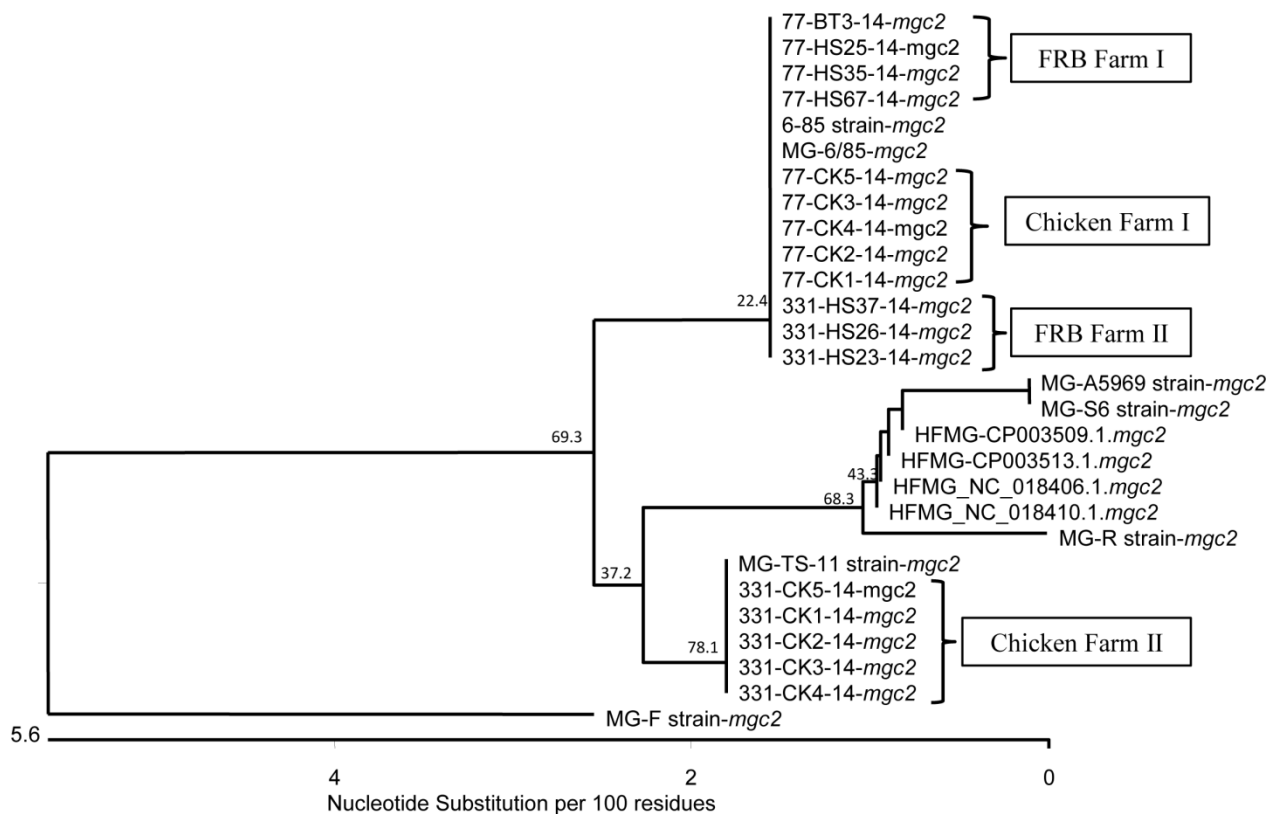 77-BT3-14-mgc2
77-HS25-14-mgc2
77-HS35-14-mgc2
77-HS67-14-mgc2
FRB Farm I
6-85 strain-mgc2
MG-6/85-mgc2
77-CK5-14-mgc2
77-CK3-14-mgc2
77-CK4-14-mgc2
77-CK2-14-mgc2
77-CK1-14-mgc2
Chicken Farm I
22.4
331-HS37-14-mgc2
331-HS26-14-mgc2
331-HS23-14-mgc2
FRB Farm II
MG-A5969 strain-mgc2
MG-S6 strain-mgc2
HFMG-CP003509.1.mgc2
69.3
HFMG-CP003513.1.mgc2
43.3
HFMG_NC_018406.1.mgc2
68.3
HFMG_NC_018410.1.mgc2
MG-R strain-mgc2
37.2
MG-TS-11 strain-mgc2
331-CK5-14-mgc2
331-CK1-14-mgc2
331-CK2-14-mgc2
331-CK3-14-mgc2
331-CK4-14-mgc2
78.1
Chicken Farm II
MG-F strain-mgc2
5.6
4 2 0
Nucleotide Substitution per 100 residues